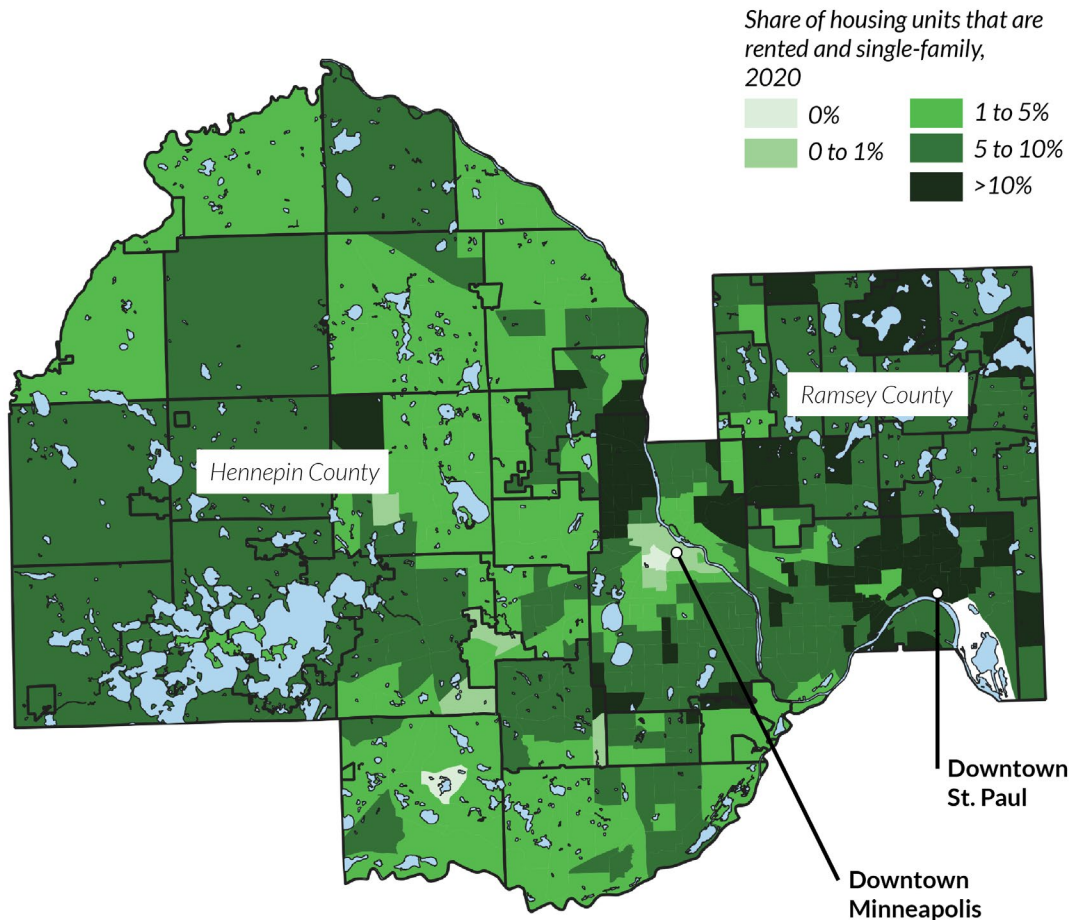 Share of housing units that are
rented and single-family,
2020
0%
0 to 1%
1 to 5%
5 to 10%
>10%
Ramsey County
Hennepin County
Downtown
St. Paul
Downtown
Minneapolis